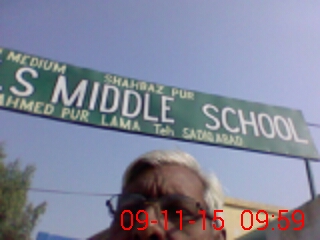 MEDIUM SHAHBAZ PUR
.S MIDDLE SCHOOL
AHMED PUR LAMA Teh SADIQABAD
09-11-15 09:59